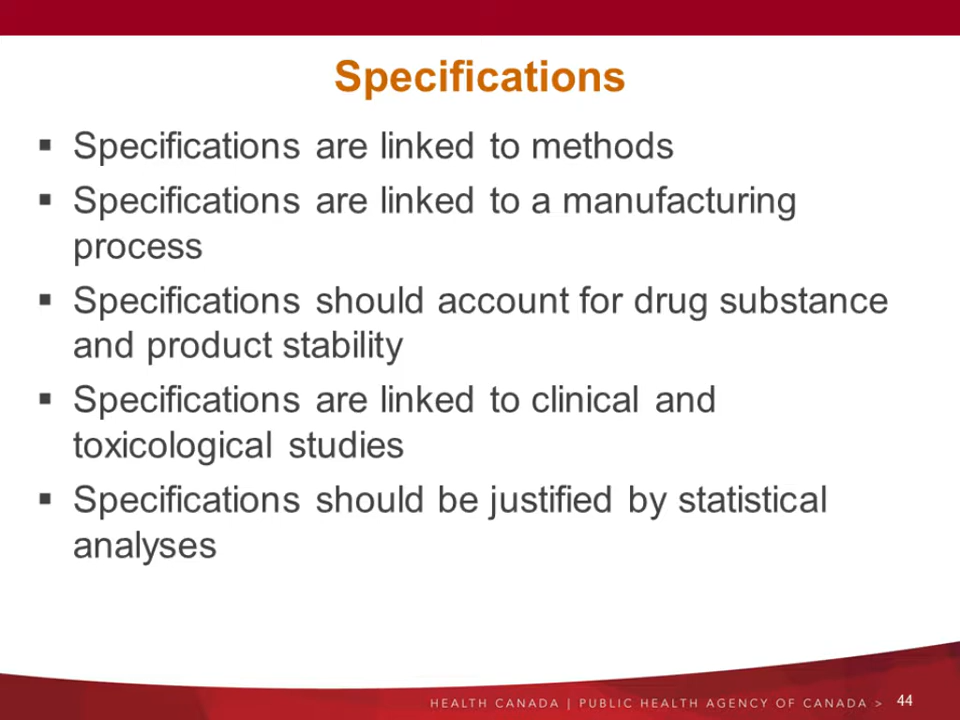 Specifications
▪ Specifications are linked to methods
▪ Specifications are linked to a manufacturing
process
▪ Specifications should account for drug substance
and product stability
▪ Specifications are linked to clinical and
toxicological studies
▪ Specifications should be justified by statistical
analyses
HEALTH CANADA | PUBLIC HEALTH AGENCY OF CANADA > 44